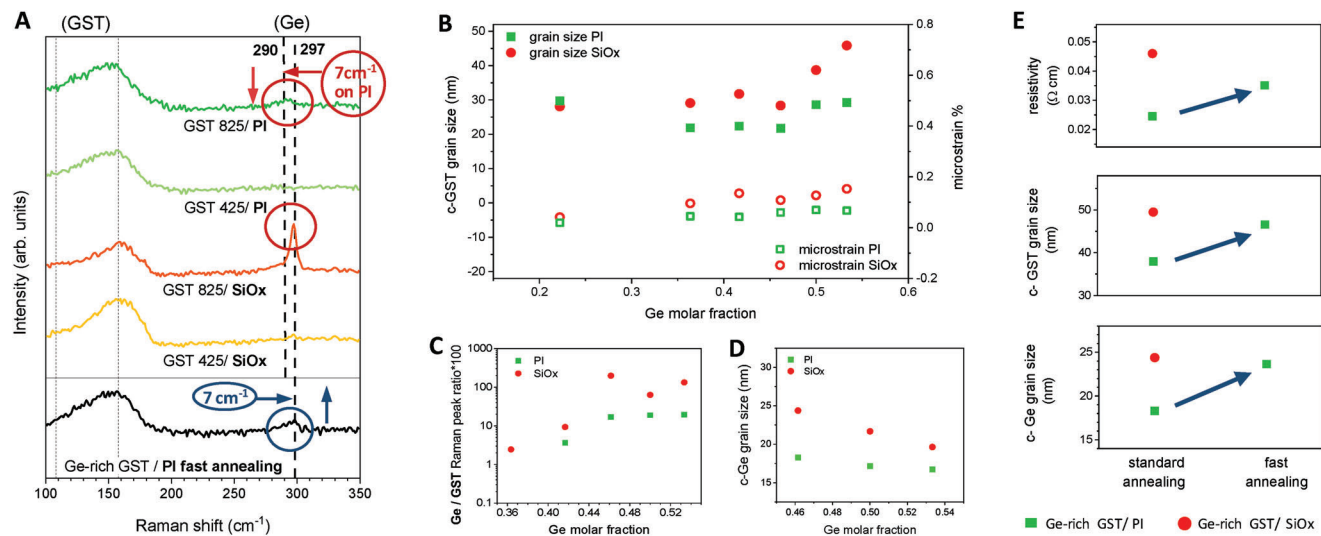 A
(GST)
(Ge)
290
297
7cm⁻¹
on PI
GST 825/ PI
GST 425/ PI
GST 825/ SiOx
GST 425/ SiOx
7 cm⁻¹
Ge-rich GST / PI fast annealing
Intensity (arb. units)
100 150 200 250 300 350
Raman shift (cm⁻¹)
B
grain size PI
grain size SiOx
microstrain PI
microstrain SiOx
c-GST grain size (nm)
50
40
30
20
10
0
-10
-20
microstrain %
0.8
0.6
0.4
0.2
0.0
-0.2
0.2 0.3 0.4 0.5 0.6
Ge molar fraction
C
PI
SiOx
Ge / GST Raman peak ratio*100
1000
100
10
1
0.1
0.36 0.40 0.44 0.48 0.52
Ge molar fraction
D
PI
SiOx
c-Ge grain size (nm)
30
25
20
15
0.46 0.48 0.50 0.52 0.54
Ge molar fraction
E
resistivity
(Ω cm)
0.05
0.04
0.03
0.02
c- GST grain size
(nm)
50
40
30
c- Ge grain size
(nm)
24
22
20
18
16
standard
annealing
fast
annealing
Ge-rich GST/ PI
Ge-rich GST/ SiOx